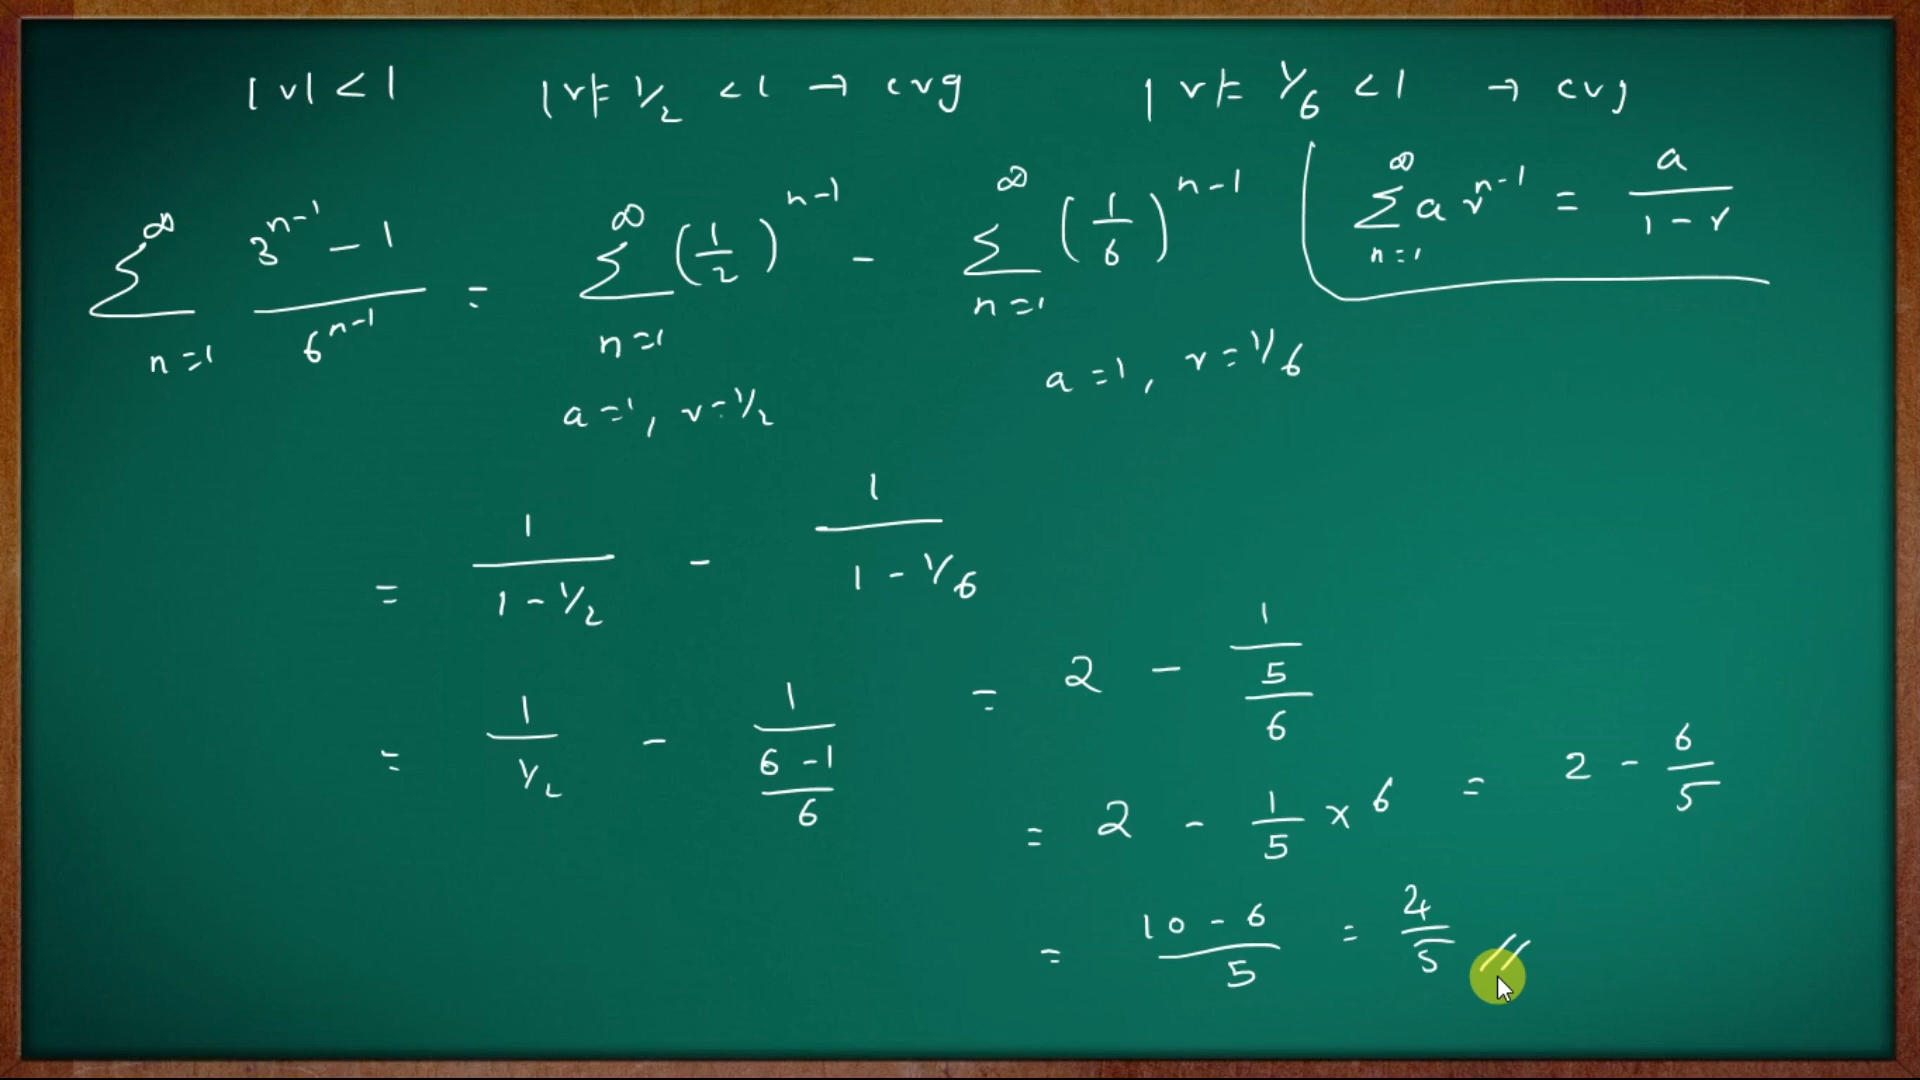 |r| < 1   |r| = 1/2 < 1 → cvg   |r| = 1/6 < 1 → cvg
∑_{n=1}^{∞} (3^{n-1} - 1)/(6^{n-1}) = ∑_{n=1}^{∞} (1/2)^{n-1} - ∑_{n=1}^{∞} (1/6)^{n-1}   ∑_{n=1}^{∞} a r^{n-1} = a/(1 - r)
a = 1, r = 1/2   a = 1, r = 1/6
= 1/(1 - 1/2) - 1/(1 - 1/6)
= 1/(1/2) - 1/((6 - 1)/6) = 2 - 1/(5/6)
= 2 - 1/5 × 6 = 2 - 6/5
= (10 - 6)/5 = 4/5 //